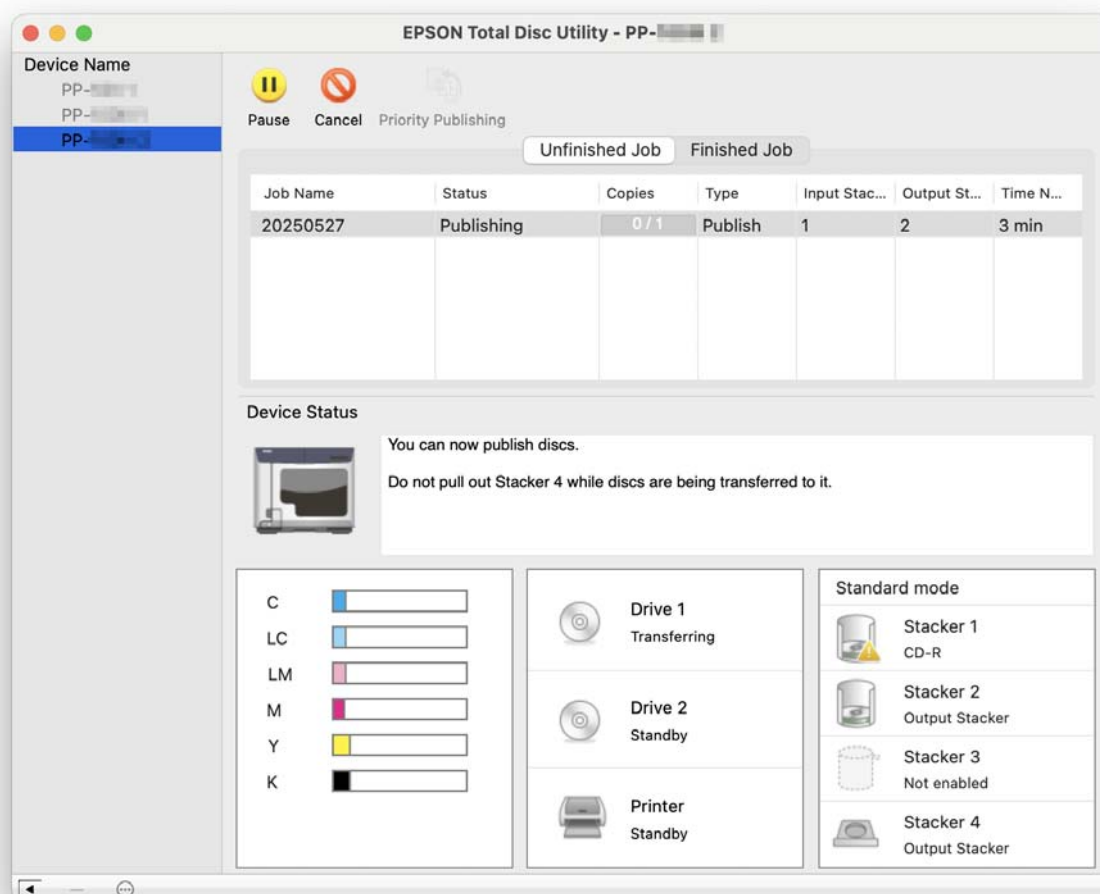 EPSON Total Disc Utility - PP-
Device Name
PP-
PP-
PP-
Pause Cancel Priority Publishing
Unfinished Job Finished Job
Job Name Status Copies Type Input Stac... Output St... Time N...
20250527 Publishing 0 / 1 Publish 1 2 3 min
Device Status
You can now publish discs.
Do not pull out Stacker 4 while discs are being transferred to it.
C
LC
LM
M
Y
K
Drive 1
Transferring
Drive 2
Standby
Printer
Standby
Standard mode
Stacker 1
CD-R
Stacker 2
Output Stacker
Stacker 3
Not enabled
Stacker 4
Output Stacker